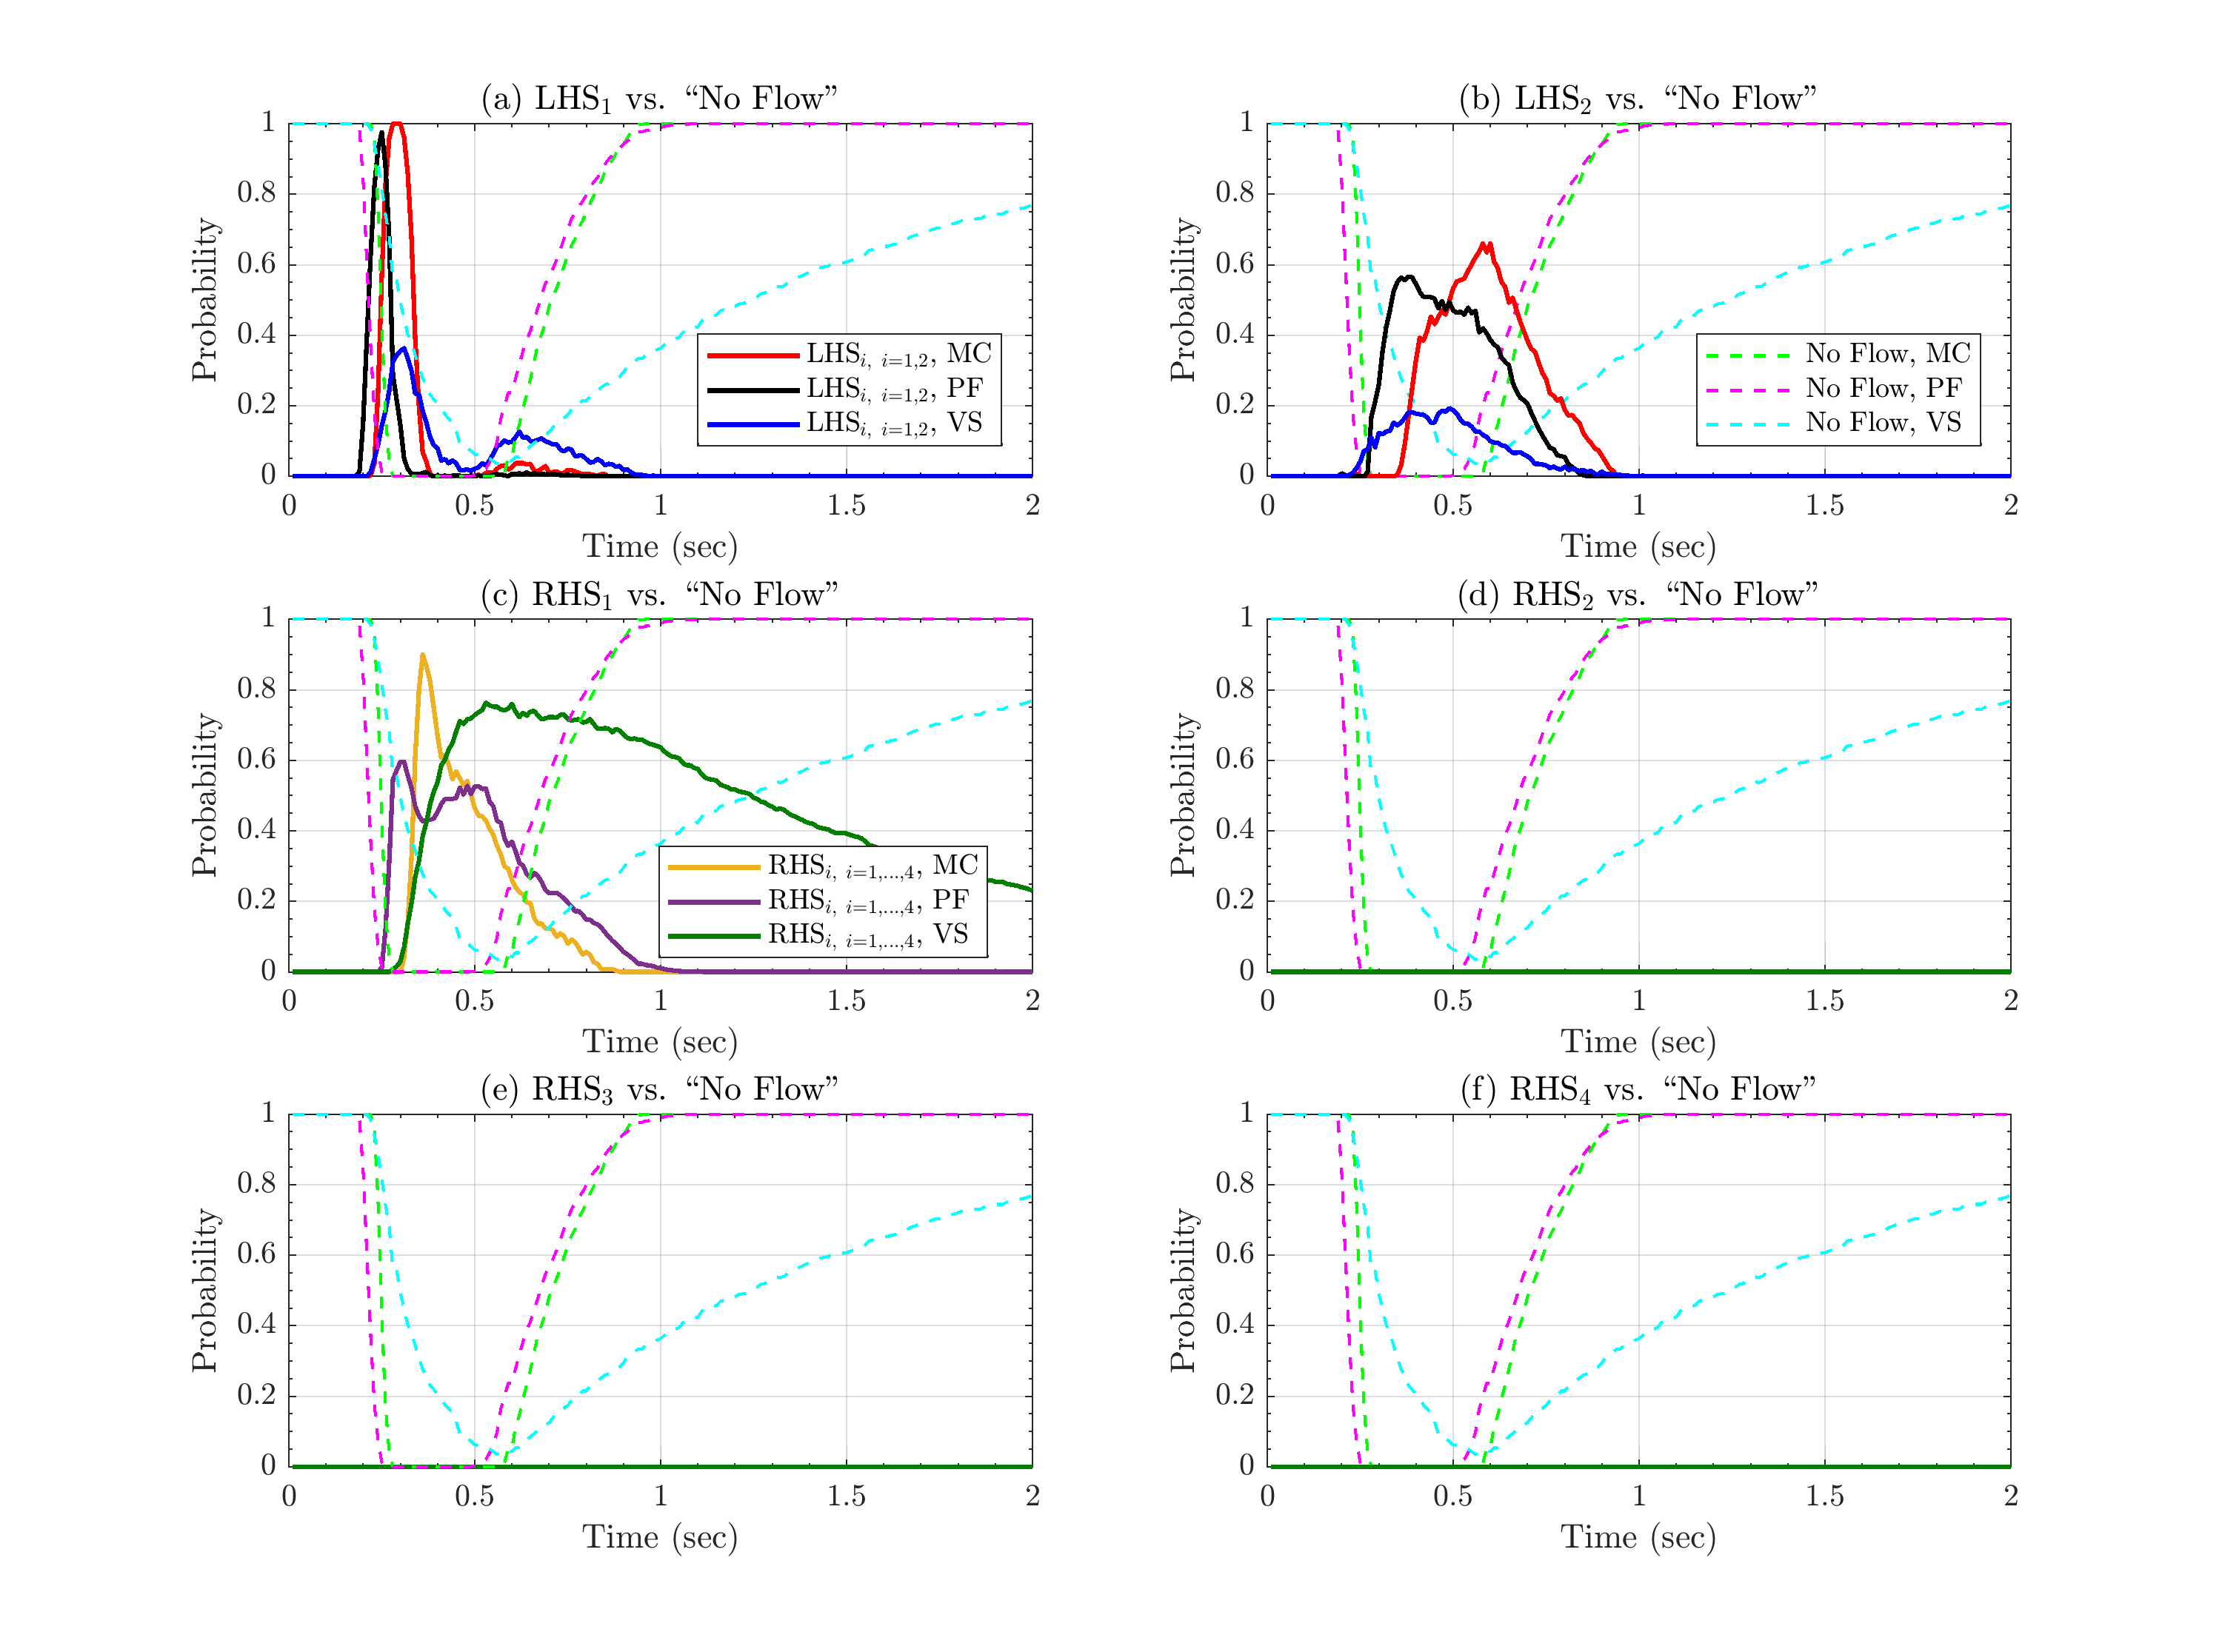 (a) LHS₁ vs. “No Flow”
1
0.8
0.6
0.4
0.2
0
Probability
LHSᵢ, ᵢ₌₁,₂, MC
LHSᵢ, ᵢ₌₁,₂, PF
LHSᵢ, ᵢ₌₁,₂, VS
0 0.5 1 1.5 2
Time (sec)
(b) LHS₂ vs. “No Flow”
1
0.8
0.6
0.4
0.2
0
Probability
No Flow, MC
No Flow, PF
No Flow, VS
0 0.5 1 1.5 2
Time (sec)
(c) RHS₁ vs. “No Flow”
1
0.8
0.6
0.4
0.2
0
Probability
RHSᵢ, ᵢ₌₁,...,₄, MC
RHSᵢ, ᵢ₌₁,...,₄, PF
RHSᵢ, ᵢ₌₁,...,₄, VS
0 0.5 1 1.5 2
Time (sec)
(d) RHS₂ vs. “No Flow”
1
0.8
0.6
0.4
0.2
0
Probability
0 0.5 1 1.5 2
Time (sec)
(e) RHS₃ vs. “No Flow”
1
0.8
0.6
0.4
0.2
0
Probability
0 0.5 1 1.5 2
Time (sec)
(f) RHS₄ vs. “No Flow”
1
0.8
0.6
0.4
0.2
0
Probability
0 0.5 1 1.5 2
Time (sec)